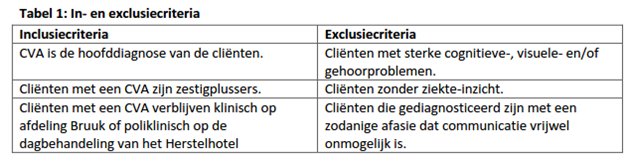 Tabel 1: In- en exclusiecriteria
Inclusiecriteria
Exclusiecriteria
CVA is de hoofddiagnose van de cliënten.
Cliënten met sterke cognitieve-, visuele- en/of
gehoorproblemen.
Cliënten met een CVA zijn zestigplussers.
Cliënten zonder ziekte-inzicht.
Cliënten met een CVA verblijven klinisch op
afdeling Bruuk of poliklinisch op de
dagbehandeling van het Herstelhotel
Cliënten die gediagnosticeerd zijn met een
zodanige afasie dat communicatie vrijwel
onmogelijk is.